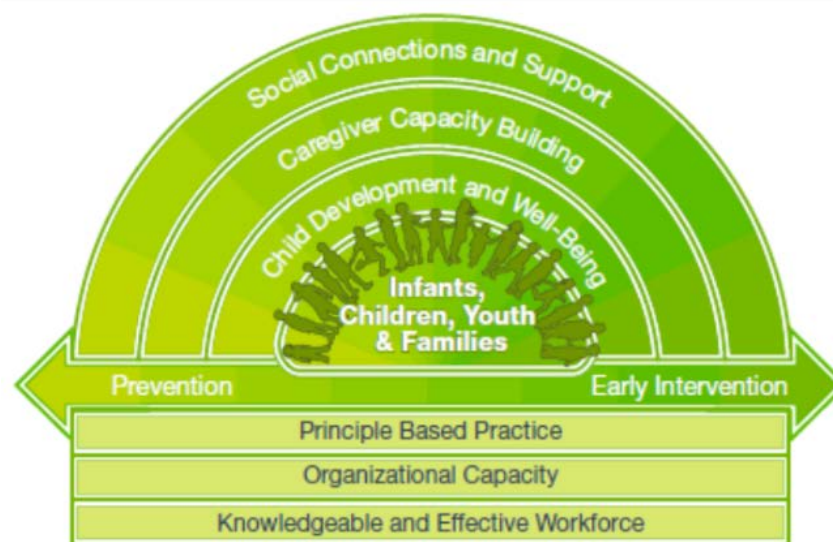 Social Connections and Support
Caregiver Capacity Building
Child Development and Well-Being
Infants,
Children, Youth
& Families
Prevention
Early Intervention
Principle Based Practice
Organizational Capacity
Knowledgeable and Effective Workforce